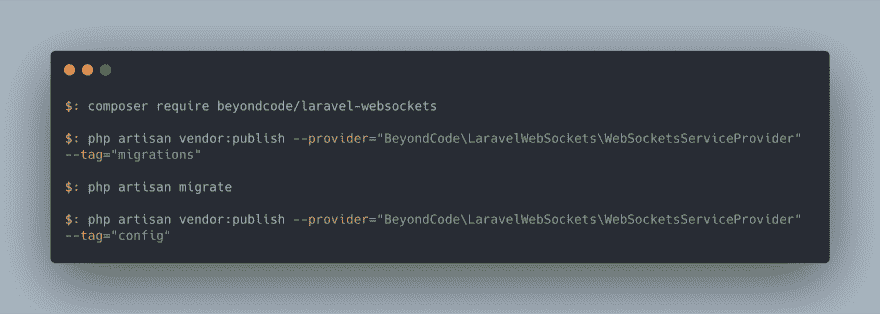 $: composer require beyondcode/laravel-websockets
$: php artisan vendor:publish --provider="BeyondCode\LaravelWebSockets\WebSocketsServiceProvider"
--tag="migrations"
$: php artisan migrate
$: php artisan vendor:publish --provider="BeyondCode\LaravelWebSockets\WebSocketsServiceProvider"
--tag="config"